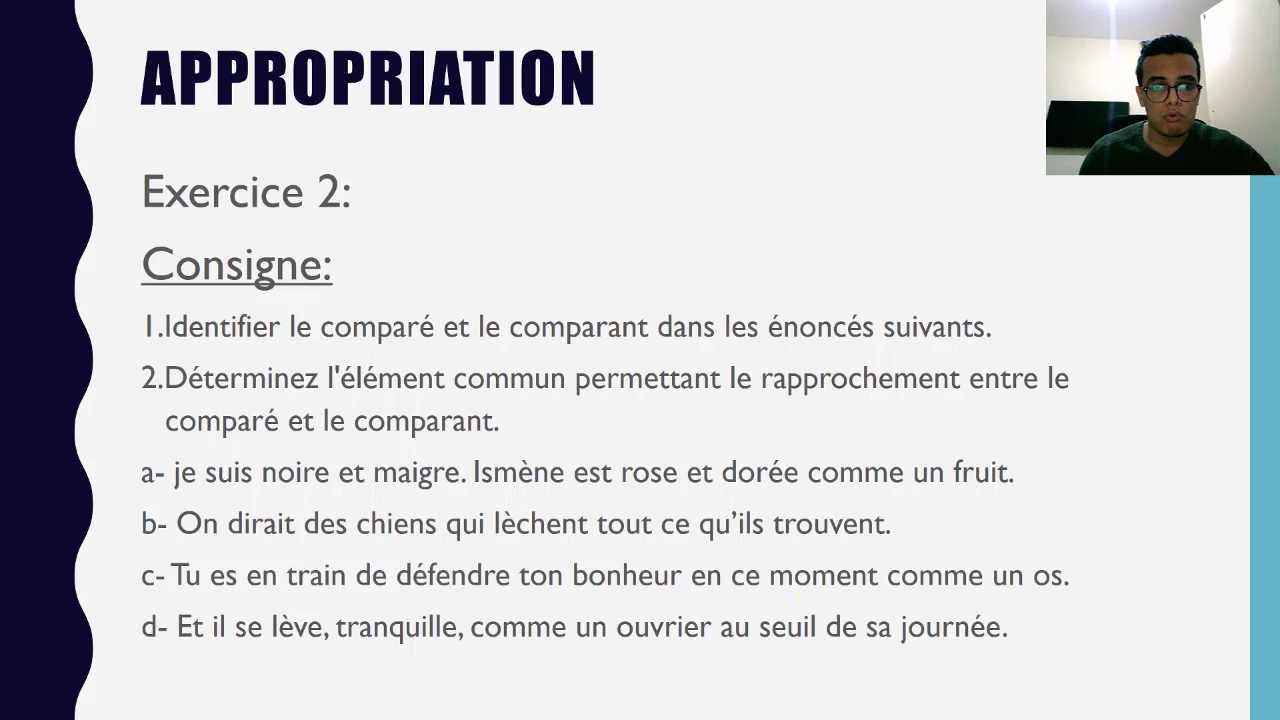 APPROPRIATION
Exercice 2:
Consigne:
1.Identifier le comparé et le comparant dans les énoncés suivants.
2.Déterminez l'élément commun permettant le rapprochement entre le
comparé et le comparant.
a- je suis noire et maigre. Ismène est rose et dorée comme un fruit.
b- On dirait des chiens qui lèchent tout ce qu’ils trouvent.
c- Tu es en train de défendre ton bonheur en ce moment comme un os.
d- Et il se lève, tranquille, comme un ouvrier au seuil de sa journée.